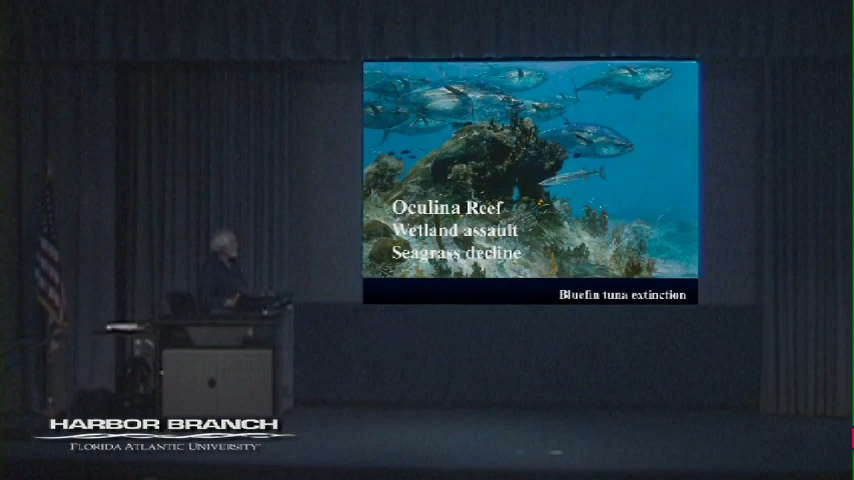 Oculina Reef
Wetland assault
Seagrass decline
Bluefin tuna extinction
HARBOR BRANCH
FLORIDA ATLANTIC UNIVERSITY